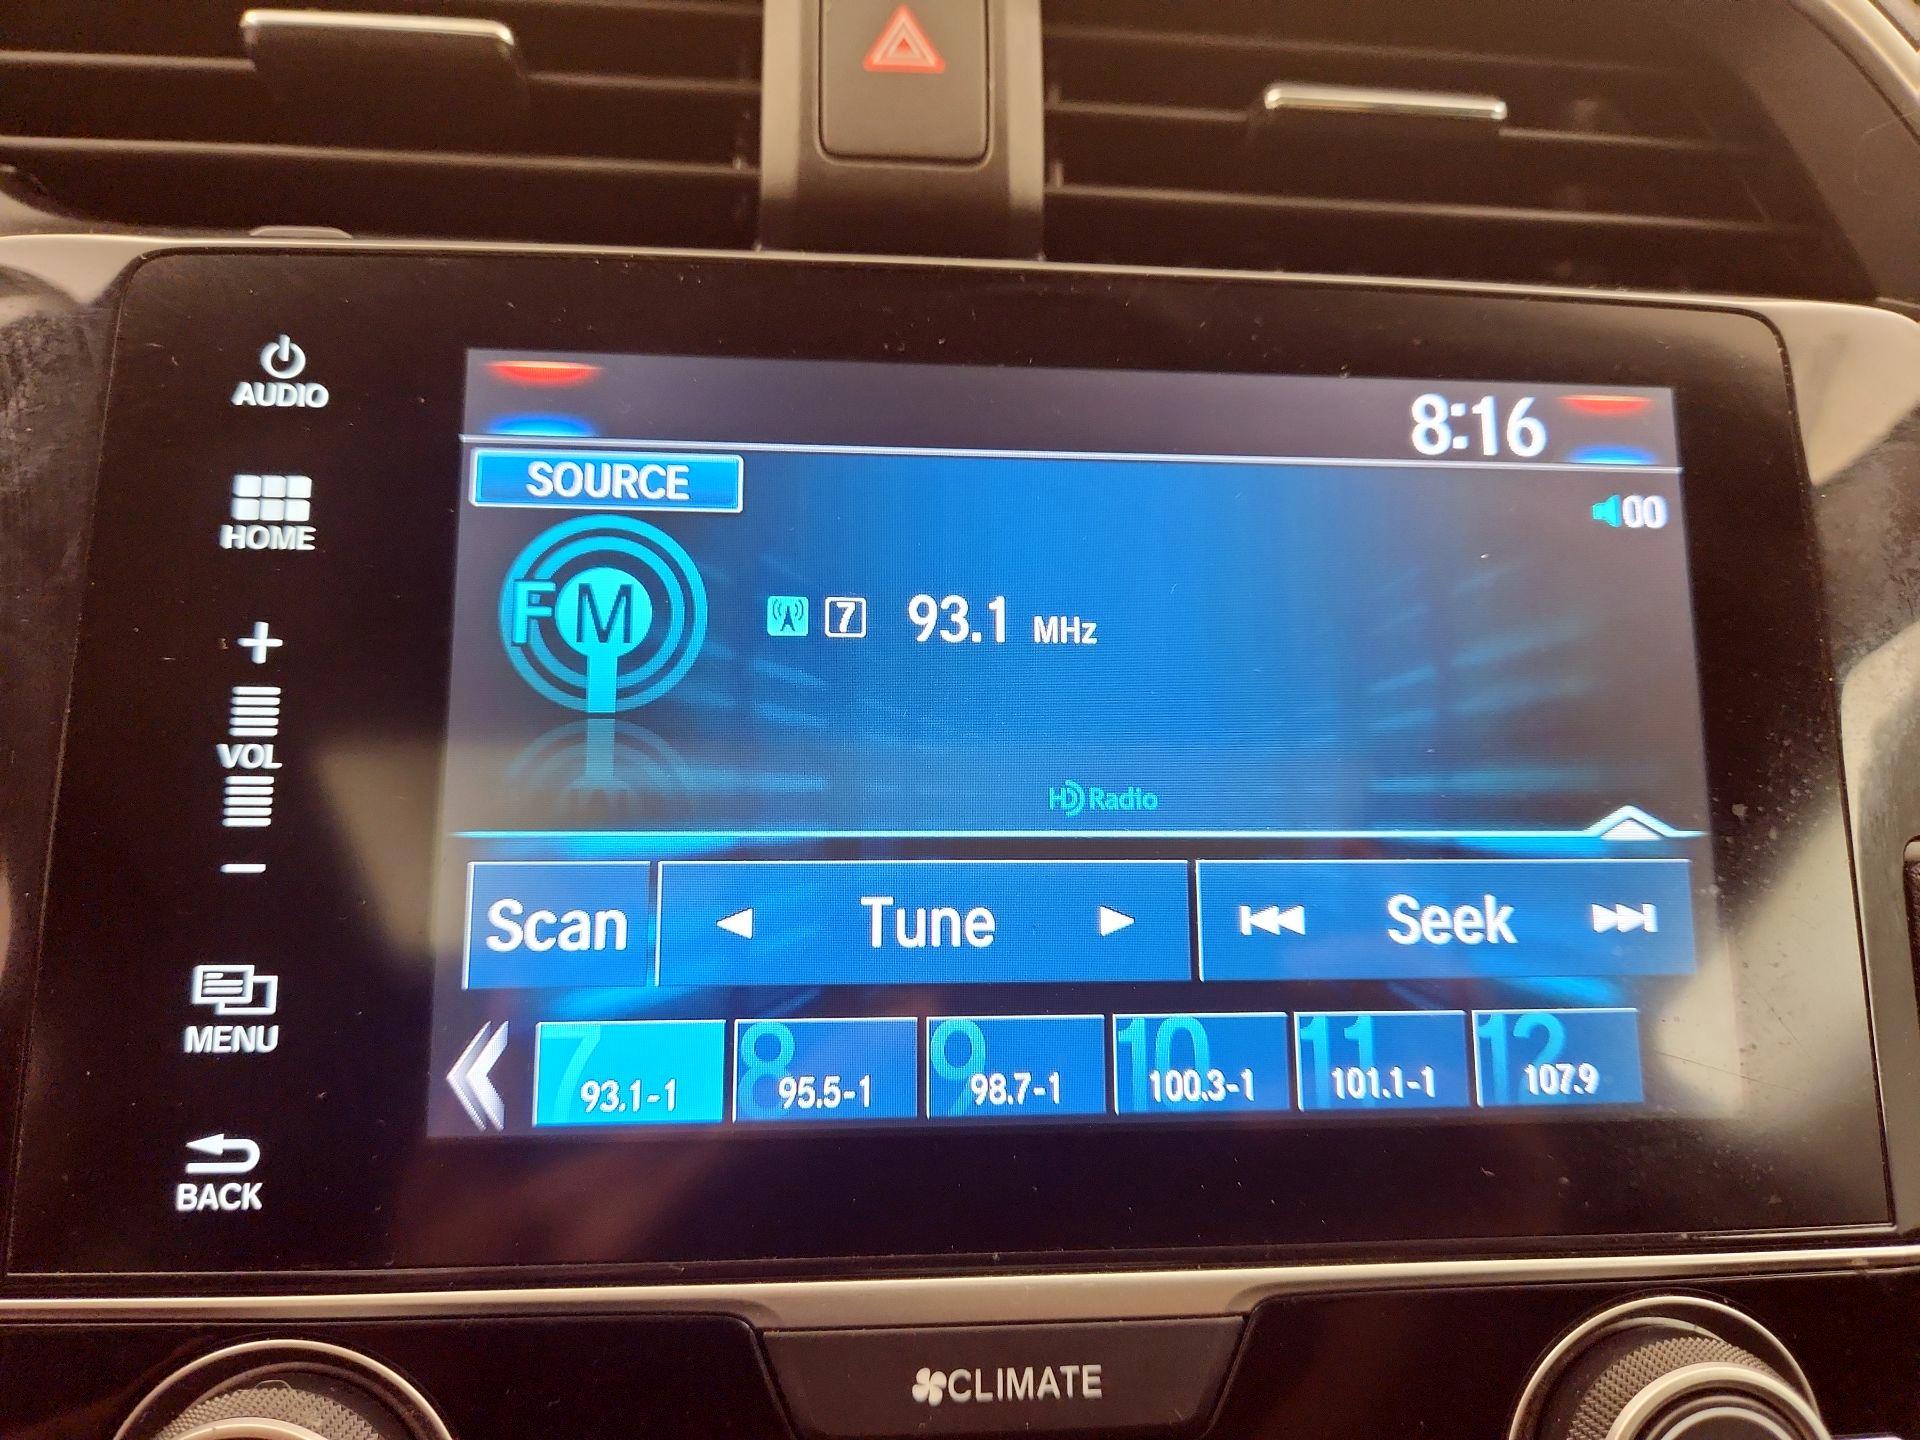 AUDIO
HOME
+
VOL
−
MENU
BACK
8:16
SOURCE
00
FM
7 93.1 MHz
HD Radio
Scan
Tune
Seek
7 93.1-1
8 95.5-1
9 98.7-1
10 100.3-1
11 101.1-1
12 107.9
CLIMATE